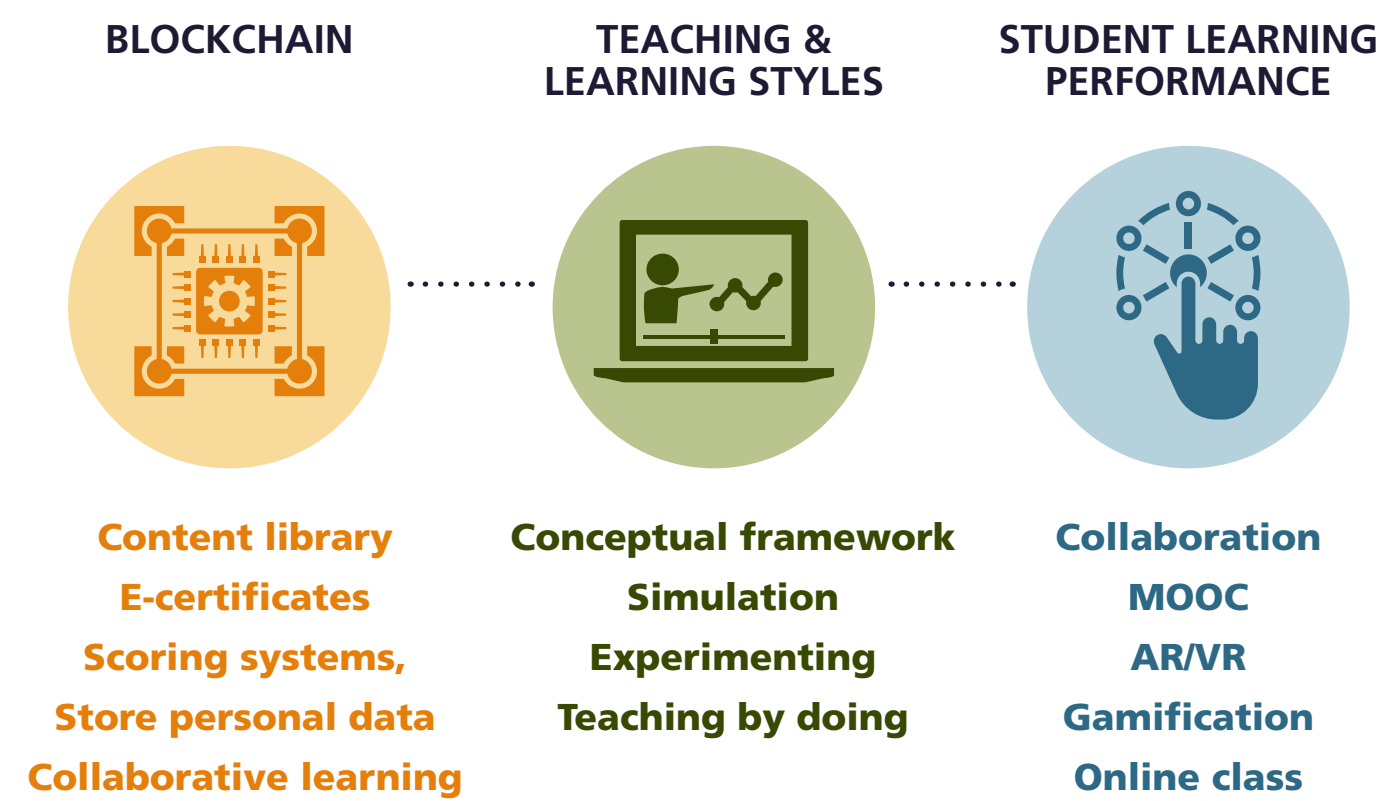 BLOCKCHAIN
Content library
E-certificates
Scoring systems,
Store personal data
Collaborative learning
TEACHING &
LEARNING STYLES
Conceptual framework
Simulation
Experimenting
Teaching by doing
STUDENT LEARNING
PERFORMANCE
Collaboration
MOOC
AR/VR
Gamification
Online class